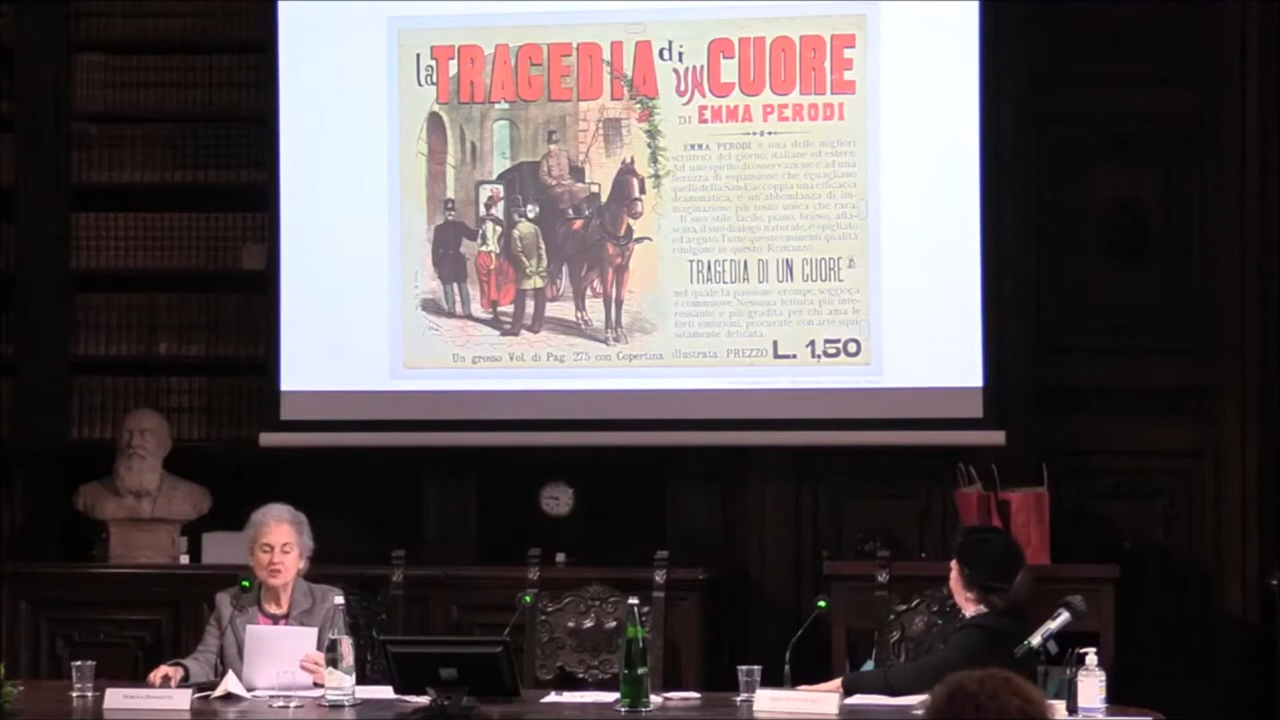 la TRAGEDIA di UN CUORE
DI EMMA PERODI
EMMA PERODI è una delle migliori
scrittrici del giorno, italiane ed estere.
Ad uno spirito di osservazione e ad una
fierezza di espansione che eguagliano
quelli della Sand, accoppia una efficacia
drammatica, e un'abbondanza di im-
maginazione più tosto unica che rara.
Il suo stile facile, piano, brioso, affa-
scina, il suo dialogo naturale, è spigliato
ed arguto. Tutte queste eminenti qualità
rifulgono in questo Romanzo
TRAGEDIA DI UN CUORE
nel quale la passione erompe, soggioga
e commuove. Nessuna lettura più inte-
ressante e più gradita per chi ama le
forti emozioni, procurate con arte squi-
sitamente delicata.
Un grosso Vol. di Pag. 275 con Copertina illustrata: PREZZO L. 1,50